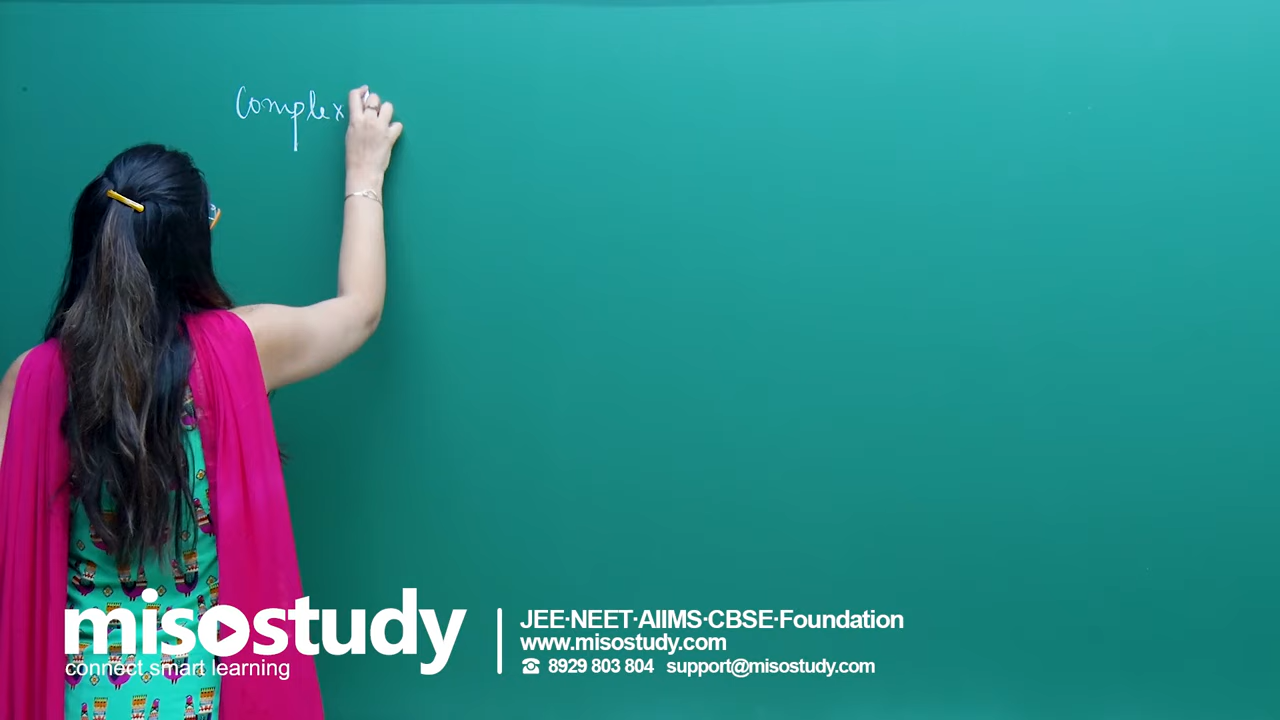 Complex
misostudy
connect.smart learning
JEE·NEET·AIIMS·CBSE·Foundation
www.misostudy.com
☎ 8929 803 804 support@misostudy.com